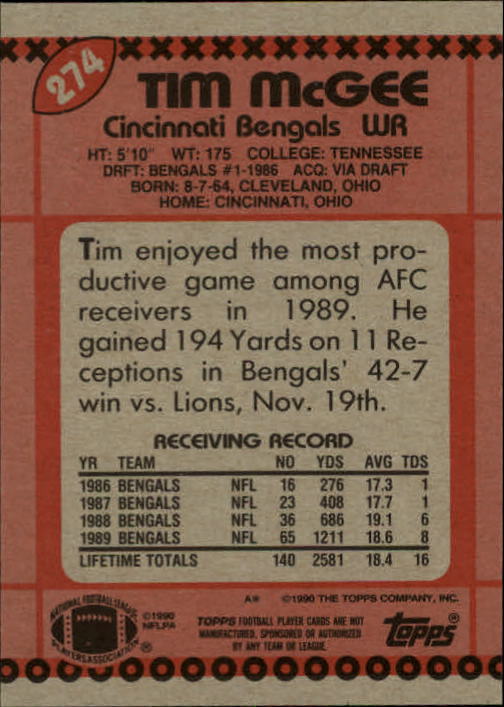 274
TIM McGEE
Cincinnati Bengals WR
HT: 5'10" WT: 175 COLLEGE: TENNESSEE
DRFT: BENGALS #1-1986 ACQ: VIA DRAFT
BORN: 8-7-64, CLEVELAND, OHIO
HOME: CINCINNATI, OHIO
Tim enjoyed the most pro-
ductive game among AFC
receivers in 1989. He
gained 194 Yards on 11 Re-
ceptions in Bengals' 42-7
win vs. Lions, Nov. 19th.
RECEIVING RECORD
YR TEAM NO YDS AVG TDS
1986 BENGALS NFL 16 276 17.3 1
1987 BENGALS NFL 23 408 17.7 1
1988 BENGALS NFL 36 686 19.1 6
1989 BENGALS NFL 65 1211 18.6 8
LIFETIME TOTALS 140 2581 18.4 16
A* ©1990 THE TOPPS COMPANY, INC.
NATIONAL FOOTBALL LEAGUE
PLAYERS ASSOCIATION ®
©1990
NFLPA
TOPPS FOOTBALL PLAYER CARDS ARE NOT
MANUFACTURED, SPONSORED OR AUTHORIZED
BY ANY TEAM OR LEAGUE.
topps®